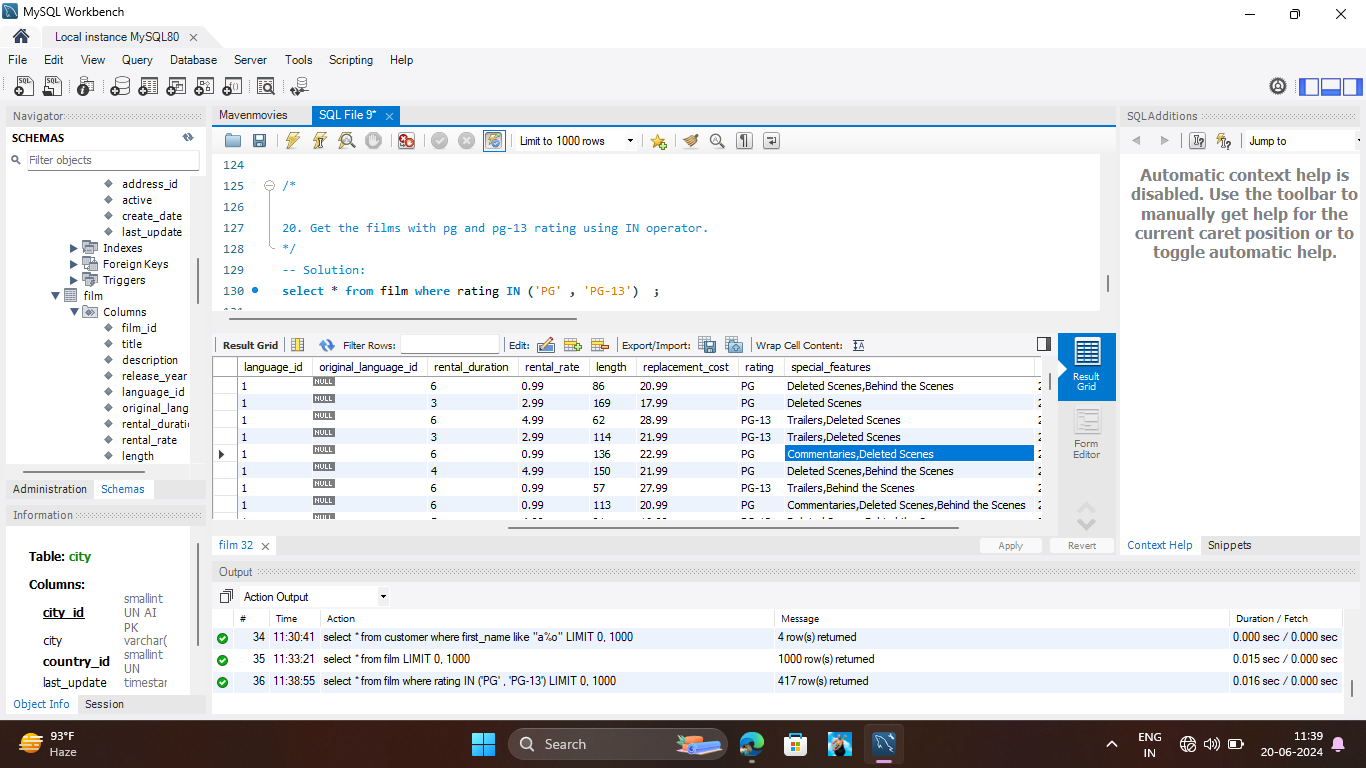 MySQL Workbench
Local instance MySQL80
File Edit View Query Database Server Tools Scripting Help
Navigator
SCHEMAS
Filter objects
address_id
active
create_date
last_update
Indexes
Foreign Keys
Triggers
film
Columns
film_id
title
description
release_year
language_id
original_lang
rental_duratio
rental_rate
length
Administration Schemas
Information
Table: city
Columns:
city_id smallint UN AI PK
city varchar(
country_id smallint UN
last_update timestar
Object Info Session
Mavenmovies SQL File 9*
Limit to 1000 rows
124
125 /*
126
127 20. Get the films with pg and pg-13 rating using IN operator.
128 */
129 -- Solution:
130 select * from film where rating IN ('PG' , 'PG-13') ;
Result Grid Filter Rows: Edit: Export/Import: Wrap Cell Content:
language_id original_language_id rental_duration rental_rate length replacement_cost rating special_features
1 NULL 6 0.99 86 20.99 PG Deleted Scenes,Behind the Scenes
1 NULL 3 2.99 169 17.99 PG Deleted Scenes
1 NULL 6 4.99 62 28.99 PG-13 Trailers,Deleted Scenes
1 NULL 3 2.99 114 21.99 PG-13 Trailers,Deleted Scenes
1 NULL 6 0.99 136 22.99 PG Commentaries,Deleted Scenes
1 NULL 4 4.99 150 21.99 PG Deleted Scenes,Behind the Scenes
1 NULL 6 0.99 57 27.99 PG-13 Trailers,Behind the Scenes
1 NULL 6 0.99 113 20.99 PG Commentaries,Deleted Scenes,Behind the Scenes
Result Grid
Form Editor
film 32
Apply Revert
SQLAdditions
Jump to
Automatic context help is
disabled. Use the toolbar to
manually get help for the
current caret position or to
toggle automatic help.
Context Help Snippets
Output
Action Output
# Time Action Message Duration / Fetch
34 11:30:41 select * from customer where first_name like "a%o" LIMIT 0, 1000 4 row(s) returned 0.000 sec / 0.000 sec
35 11:33:21 select * from film LIMIT 0, 1000 1000 row(s) returned 0.015 sec / 0.000 sec
36 11:38:55 select * from film where rating IN ('PG' , 'PG-13') LIMIT 0, 1000 417 row(s) returned 0.016 sec / 0.000 sec
93°F
Haze
Search
ENG
IN
11:39
20-06-2024